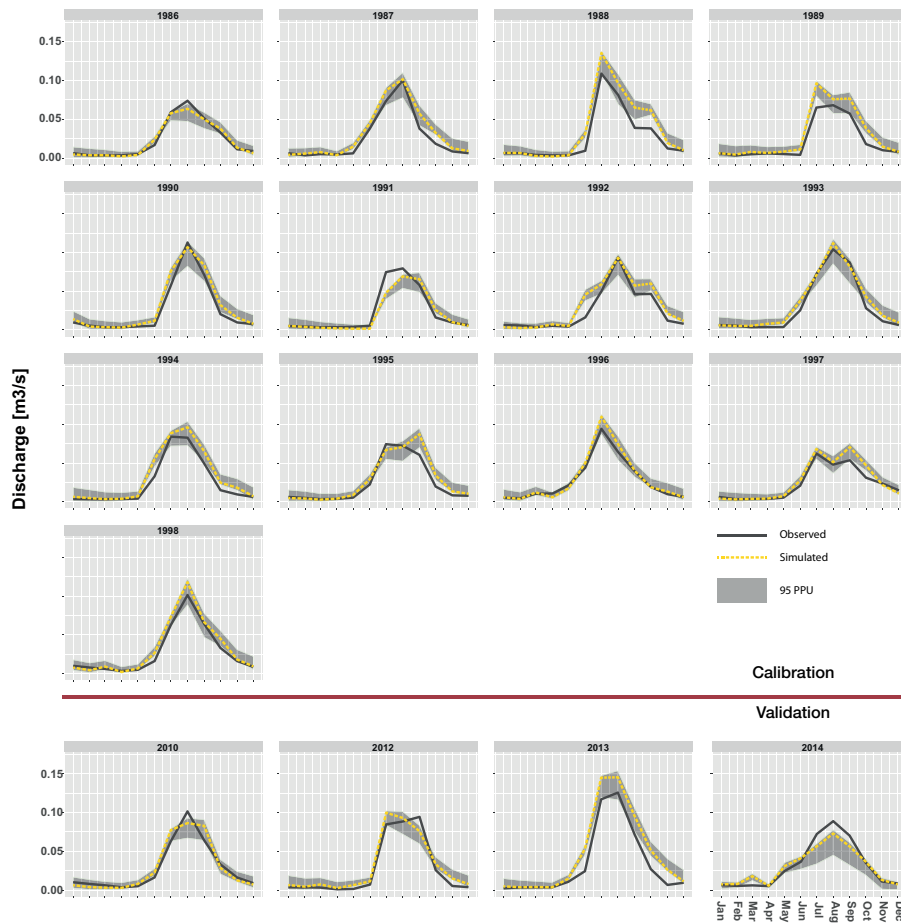 1986 1987 1988 1989
0.15
0.10
0.05
0.00
1990 1991 1992 1993
1994 1995 1996 1997
Discharge [m3/s]
1998
Observed
Simulated
95 PPU
Calibration
Validation
2010 2012 2013 2014
0.15
0.10
0.05
0.00
Jan
Feb
Mar
Apr
May
Jun
Jul
Aug
Sep
Oct
Nov
Dec